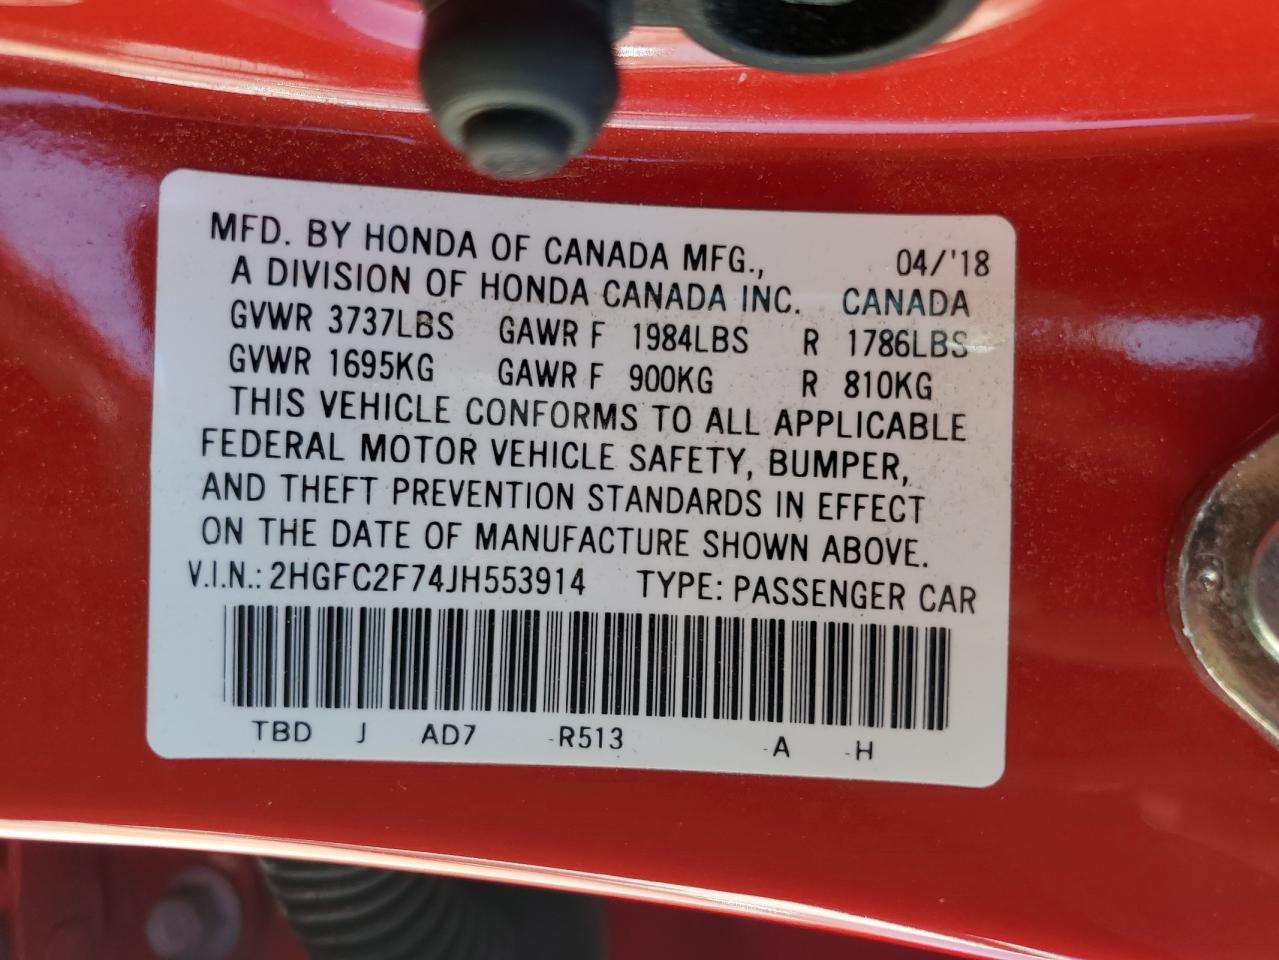 MFD. BY HONDA OF CANADA MFG., 04/'18
A DIVISION OF HONDA CANADA INC. CANADA
GVWR 3737LBS GAWR F 1984LBS R 1786LBS
GVWR 1695KG GAWR F 900KG R 810KG
THIS VEHICLE CONFORMS TO ALL APPLICABLE
FEDERAL MOTOR VEHICLE SAFETY, BUMPER,
AND THEFT PREVENTION STANDARDS IN EFFECT
ON THE DATE OF MANUFACTURE SHOWN ABOVE.
V.I.N.: 2HGFC2F74JH553914 TYPE: PASSENGER CAR
TBD J AD7 -R513 -A -H